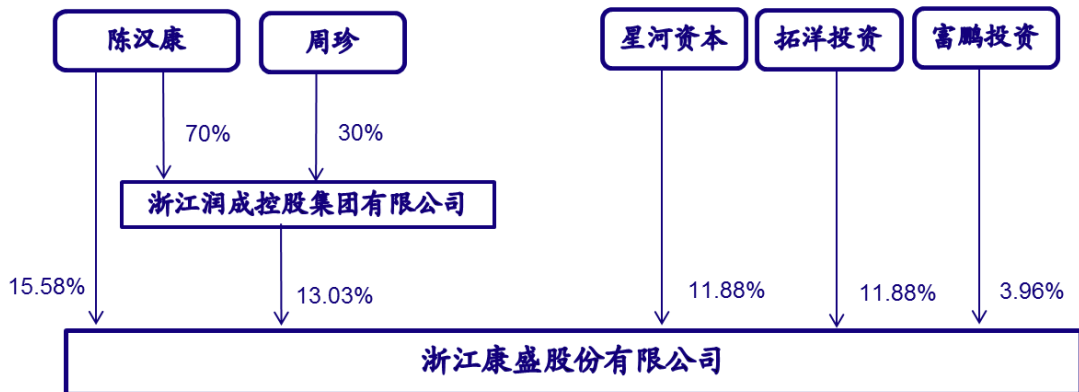 陈汉康
周珍
星河资本
拓洋投资
富鹏投资
70%
30%
浙江润成控股集团有限公司
15.58%
13.03%
11.88%
11.88%
3.96%
浙江康盛股份有限公司